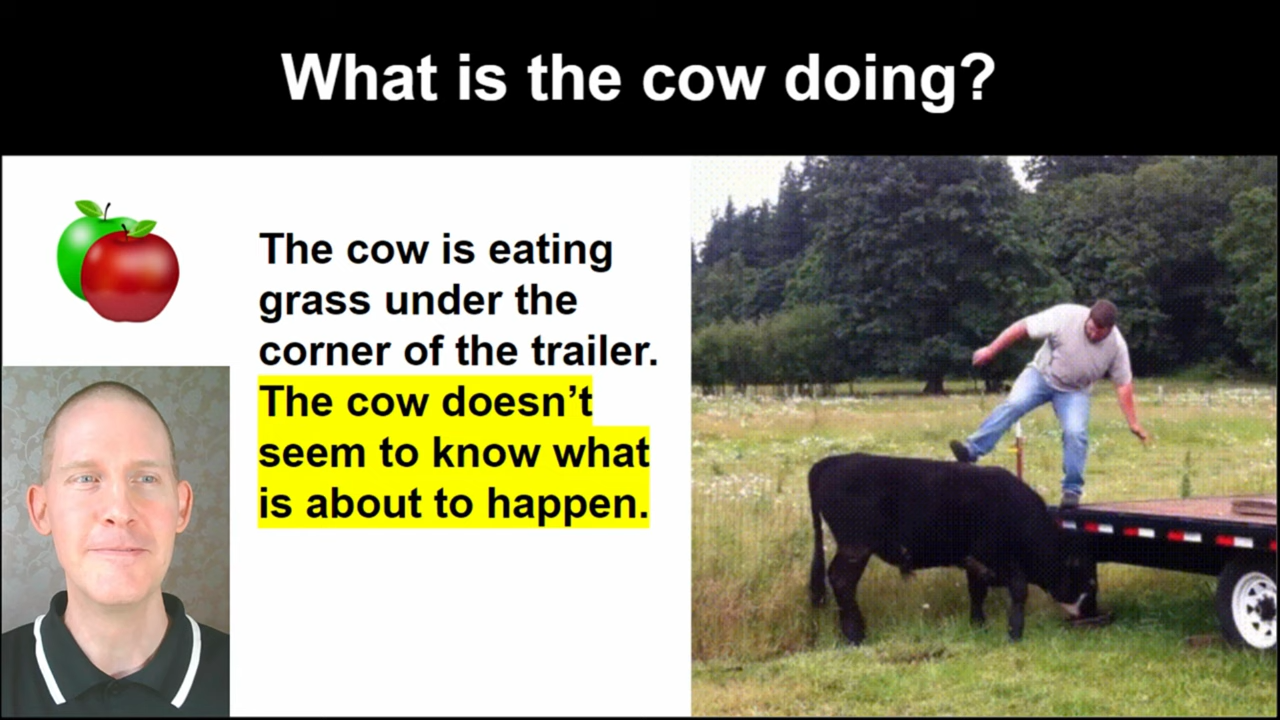 What is the cow doing?
The cow is eating
grass under the
corner of the trailer.
The cow doesn’t
seem to know what
is about to happen.